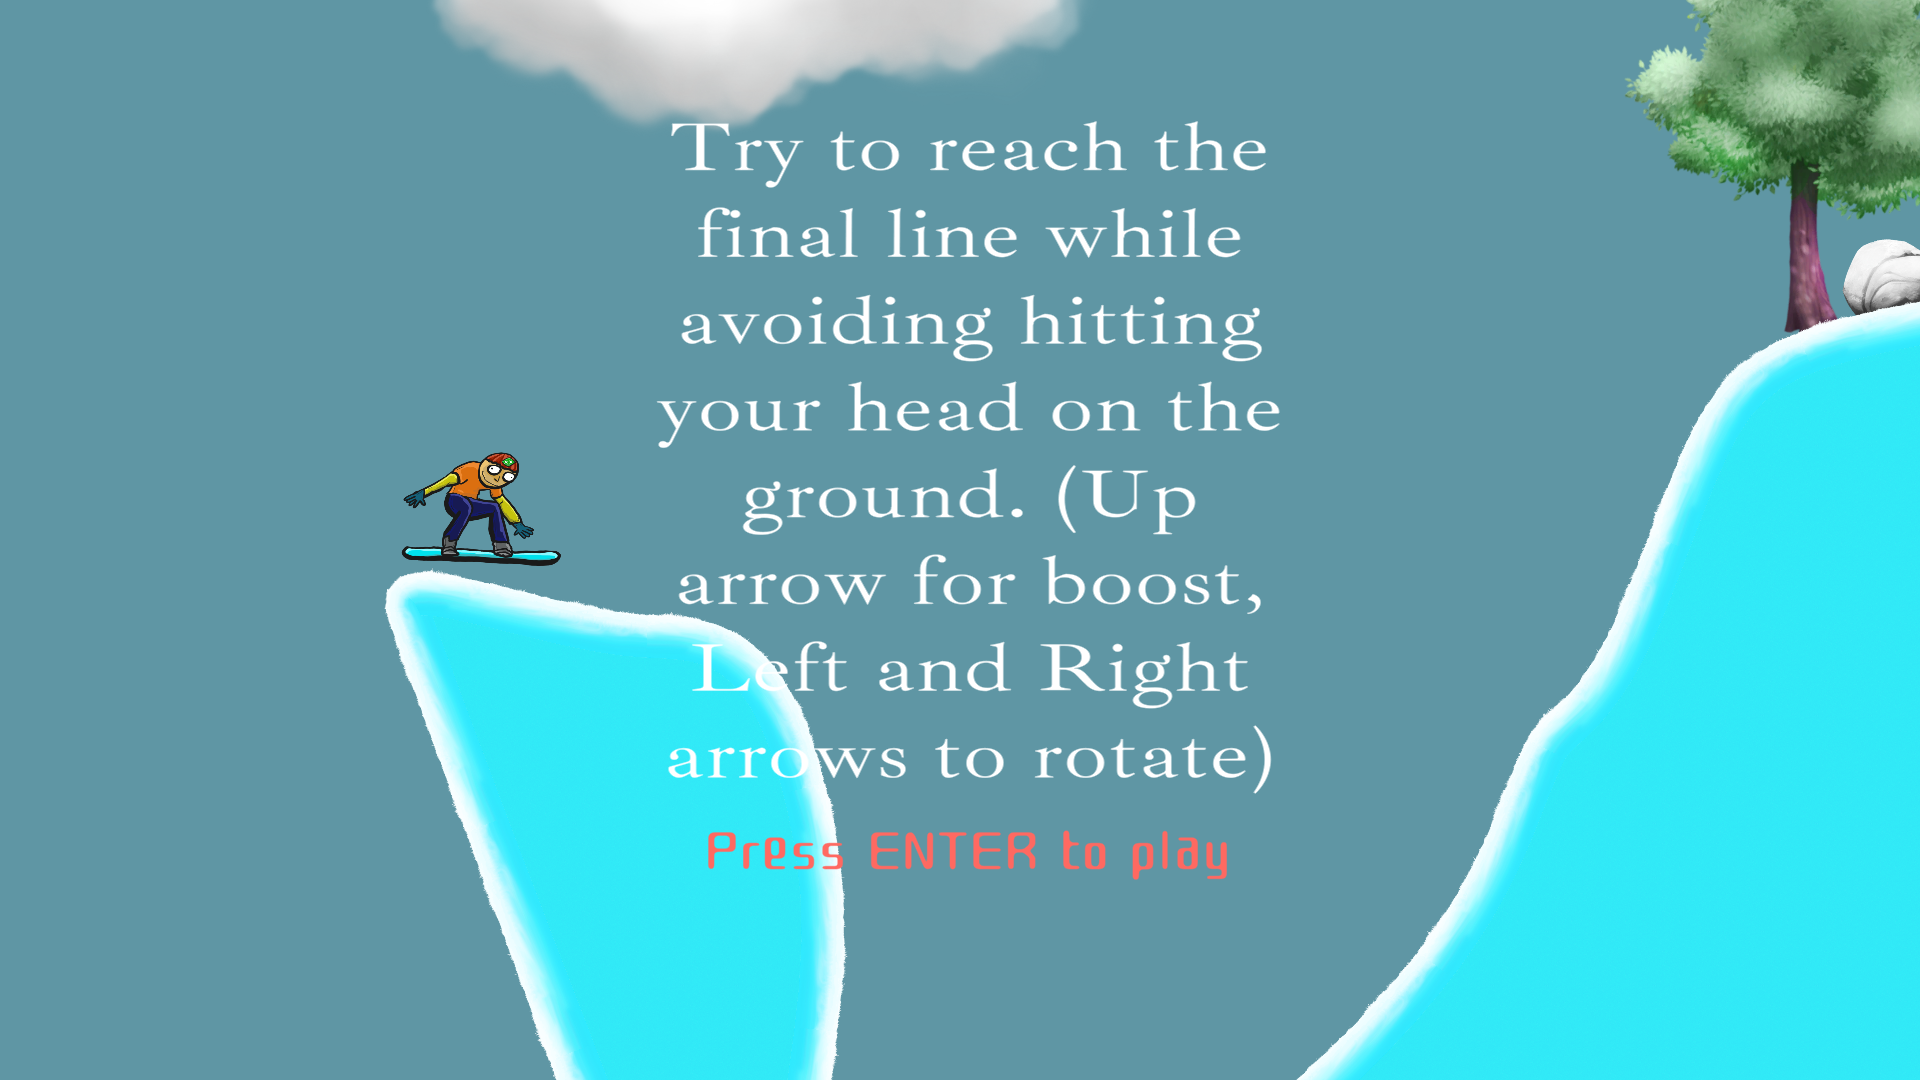 Try to reach the
final line while
avoiding hitting
your head on the
ground. (Up
arrow for boost,
Left and Right
arrows to rotate)
Press ENTER to play